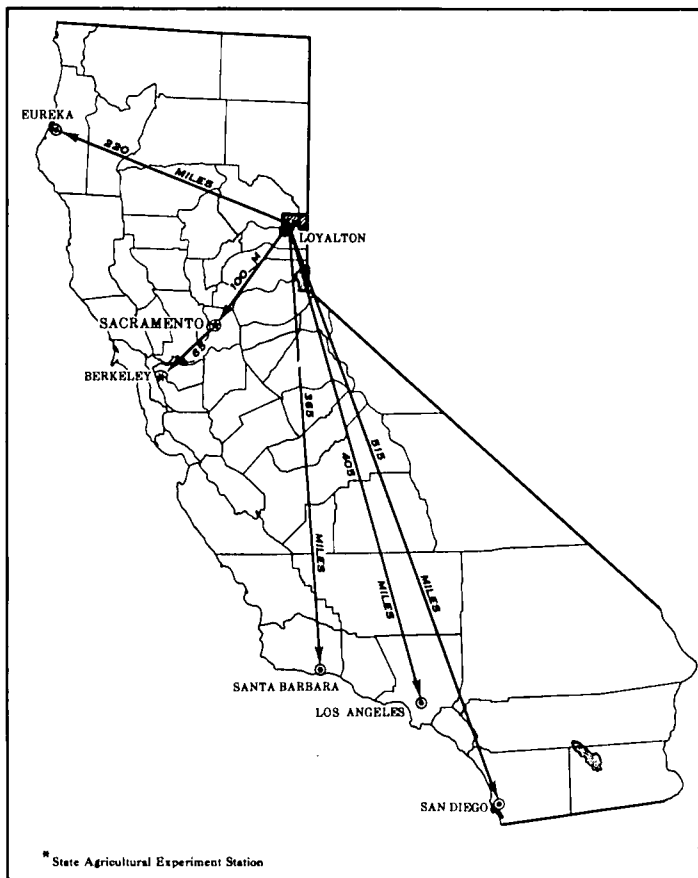 EUREKA
220 MILES
LOYALTON
100 M
SACRAMENTO
65
BERKELEY *
365 MILES
405 MILES
515 MILES
SANTA BARBARA
LOS ANGELES
SAN DIEGO
* State Agricultural Experiment Station